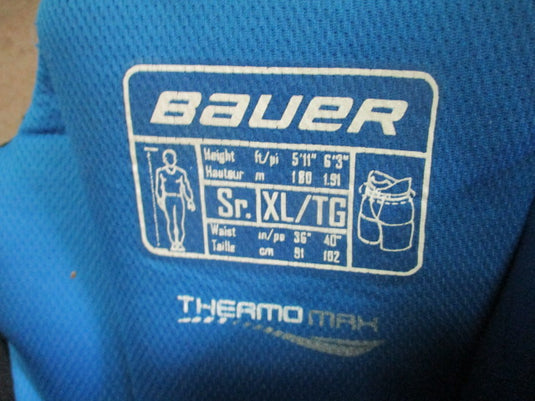 BAUER
Height ft/pi 5'11" 6'3"
Hauteur m 180 1.91
Sr. XL/TG
Waist in/po 36" 40"
Taille cm 91 102
THERMO MAX